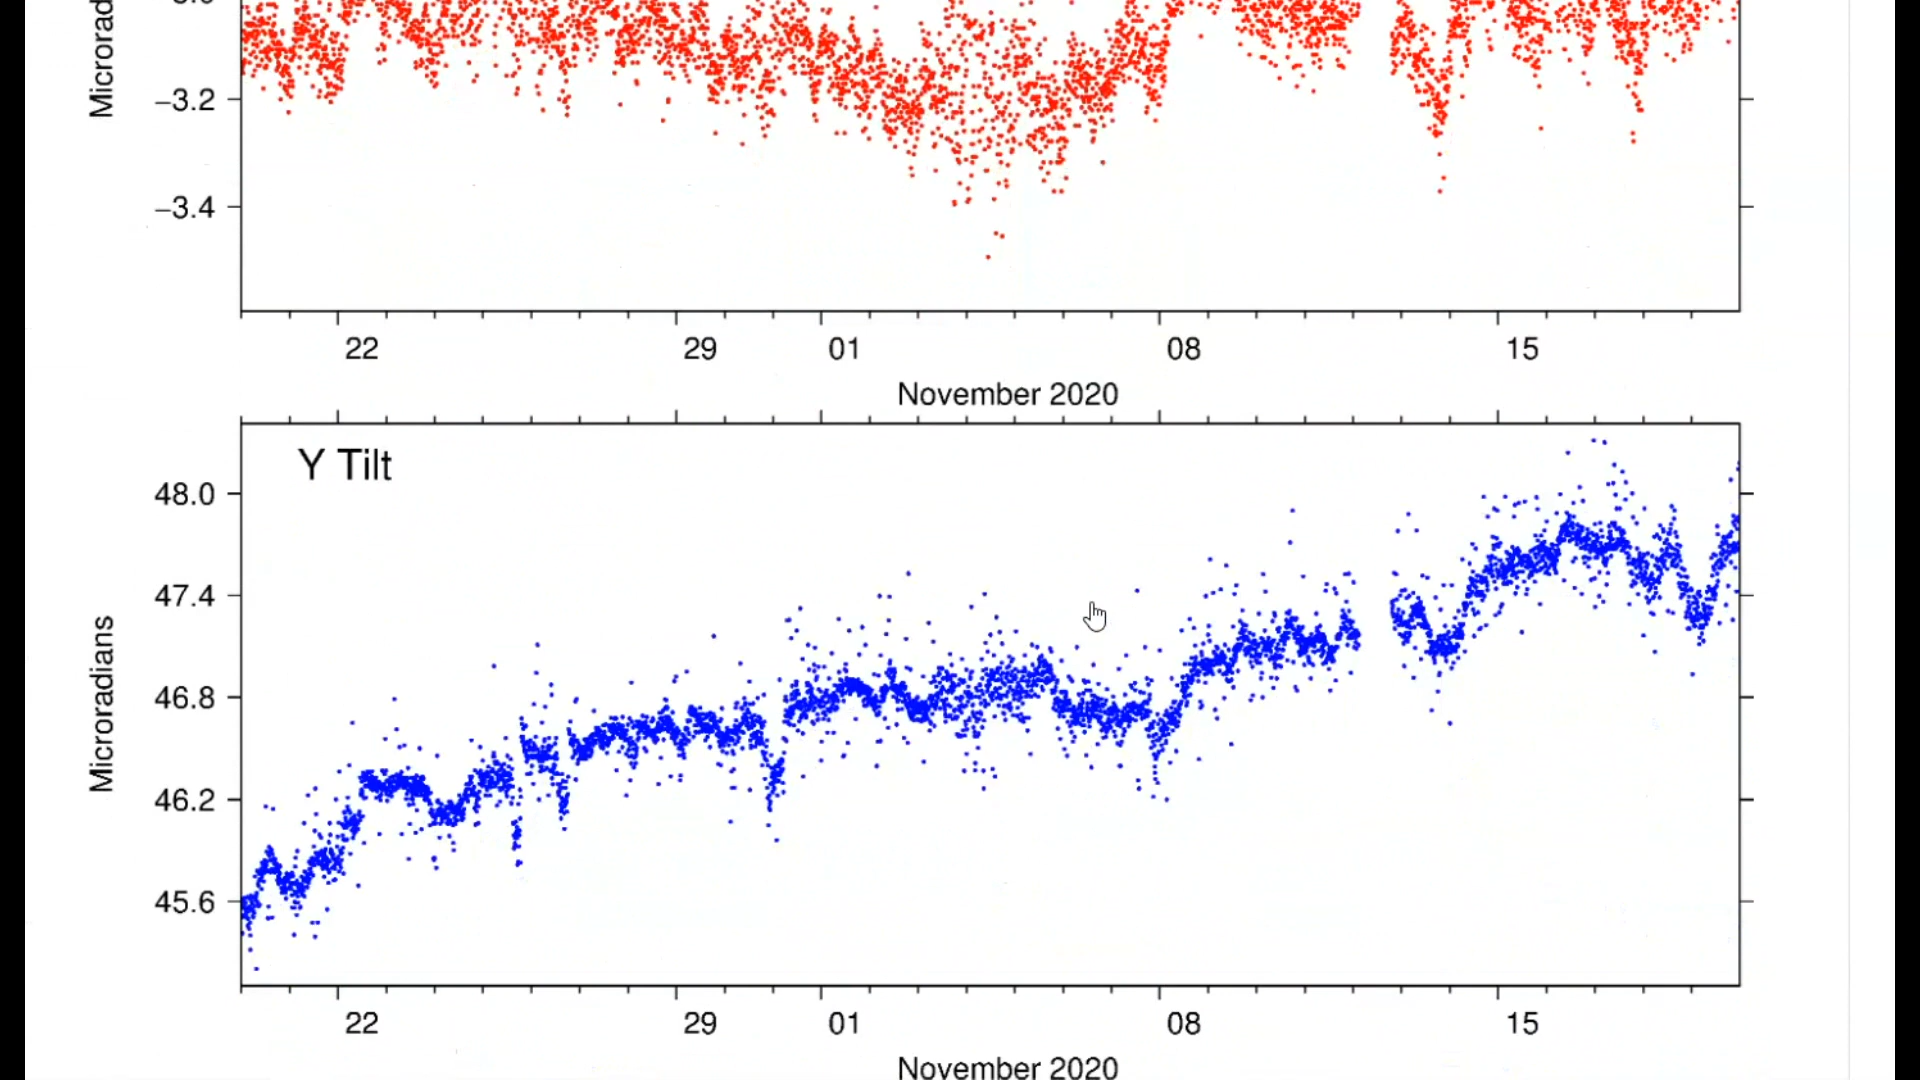 Microrad
−3.2
−3.4
22 29 01 08 15
November 2020
Y Tilt
Microradians
48.0
47.4
46.8
46.2
45.6
22 29 01 08 15
November 2020